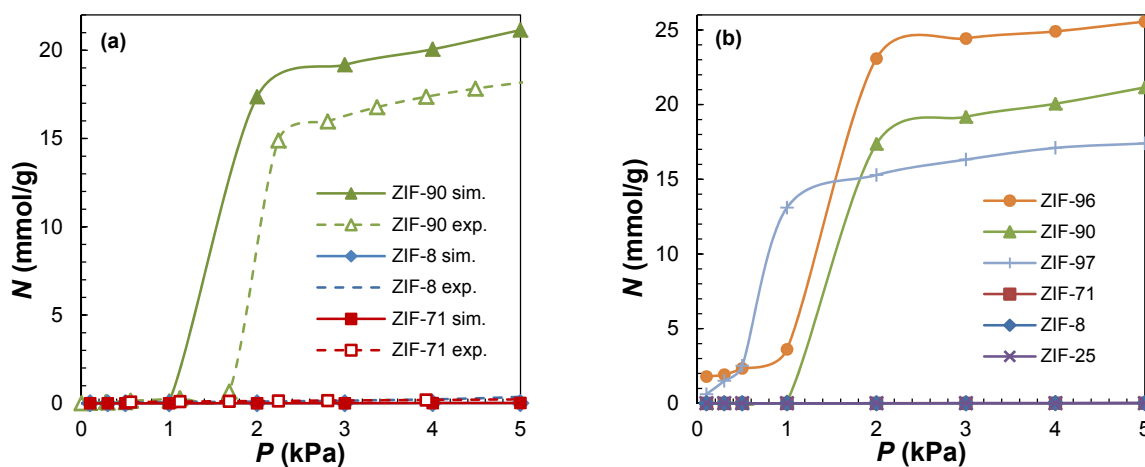 (a)
N (mmol/g)
20
15
10
5
0
ZIF-90 sim.
ZIF-90 exp.
ZIF-8 sim.
ZIF-8 exp.
ZIF-71 sim.
ZIF-71 exp.
0 1 2 3 4 5
P (kPa)
(b)
N (mmol/g)
25
20
15
10
5
0
ZIF-96
ZIF-90
ZIF-97
ZIF-71
ZIF-8
ZIF-25
0 1 2 3 4 5
P (kPa)